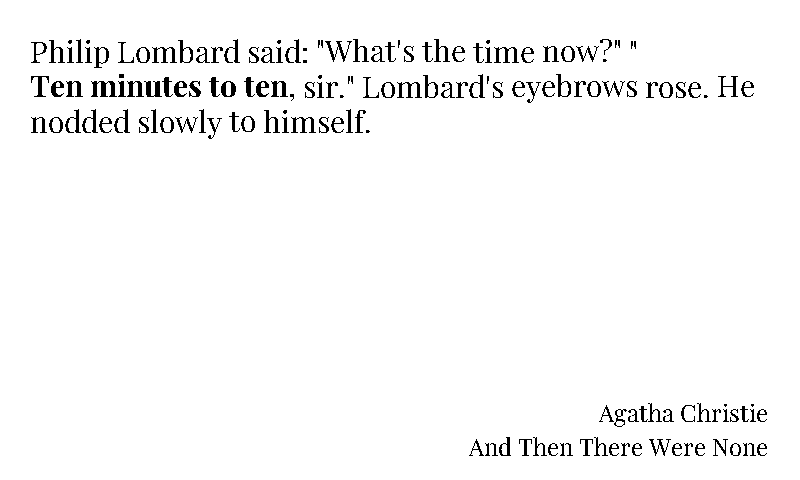 Philip Lombard said: "What's the time now?" "
Ten minutes to ten, sir." Lombard's eyebrows rose. He
nodded slowly to himself.
Agatha Christie
And Then There Were None